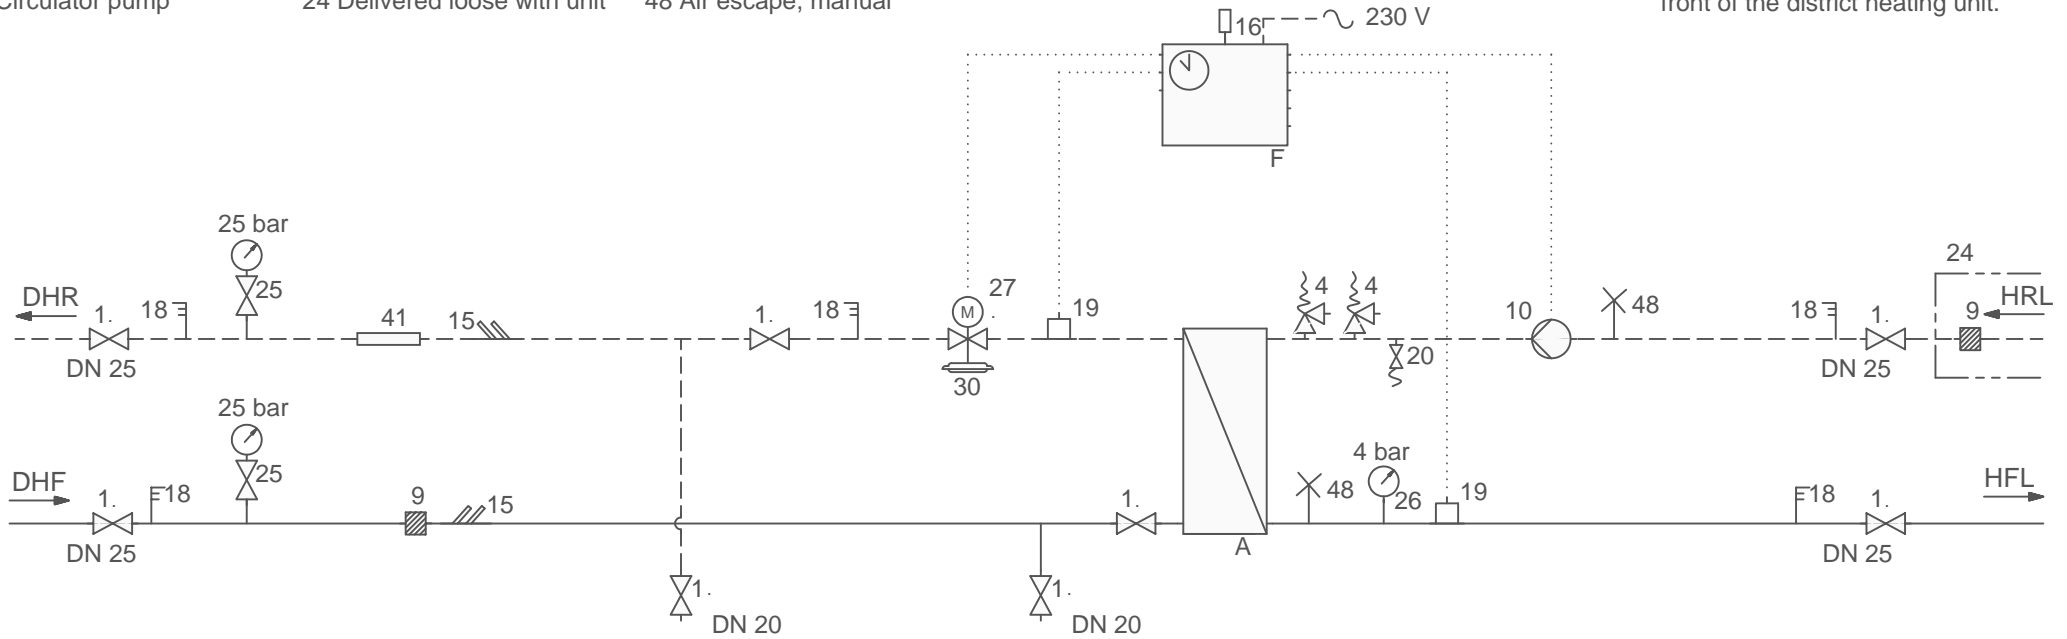 Circulator pump
24 Delivered loose with unit
48 Air escape, manual
front of the district heating unit.
16
230 V
F
25 bar
24
DHR
1.
18
25
41
15
1.
18
M
27
.
19
4
4
10
48
18
1.
9
HRL
DN 25
30
20
DN 25
25 bar
4 bar
DHF
1.
18
25
9
15
1.
48
26
19
18
1.
HFL
DN 25
A
DN 25
1.
DN 20
1.
DN 20